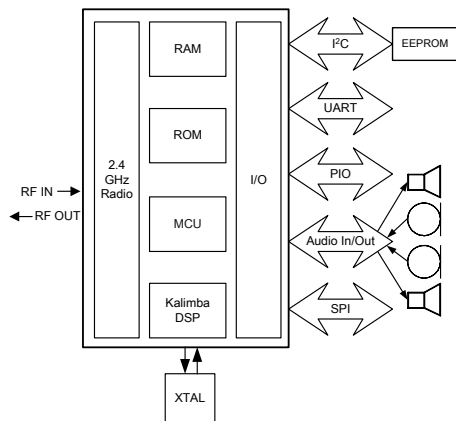 RAM
I²C
EEPROM
ROM
UART
2.4
GHz
Radio
I/O
PIO
RF IN
RF OUT
MCU
Audio In/Out
Kalimba
DSP
SPI
XTAL